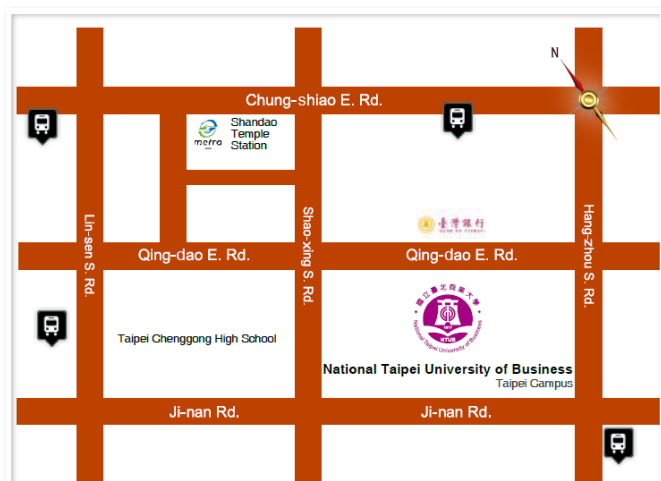 N
Chung-shiao E. Rd.
metro
Shandao
Temple
Station
Lin-sen S. Rd.
Shao-xing S. Rd.
Hang-zhou S. Rd.
臺灣銀行
Qing-dao E. Rd.
Qing-dao E. Rd.
國立臺北商業大學
NTUB
National Taipei University of Business
Taipei Chenggong High School
National Taipei University of Business
Taipei Campus
Ji-nan Rd.
Ji-nan Rd.